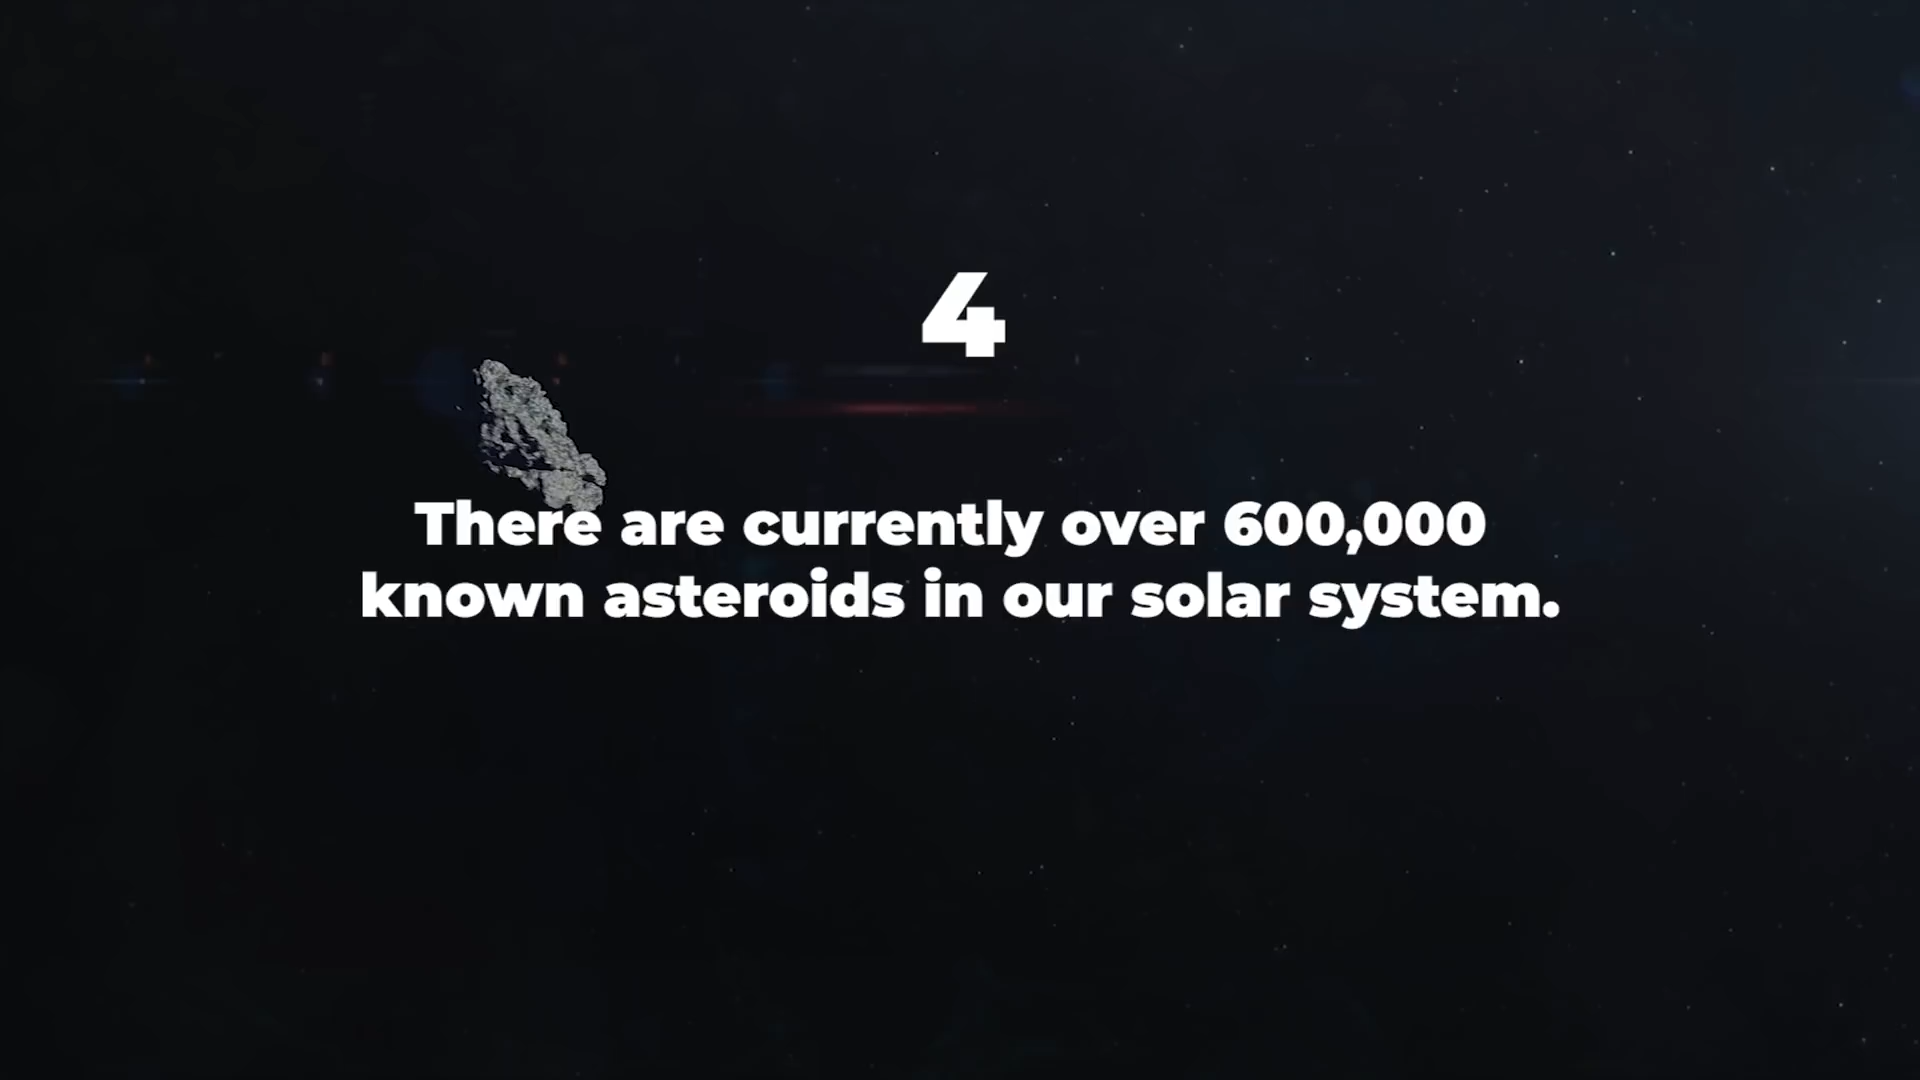 4
There are currently over 600,000
known asteroids in our solar system.